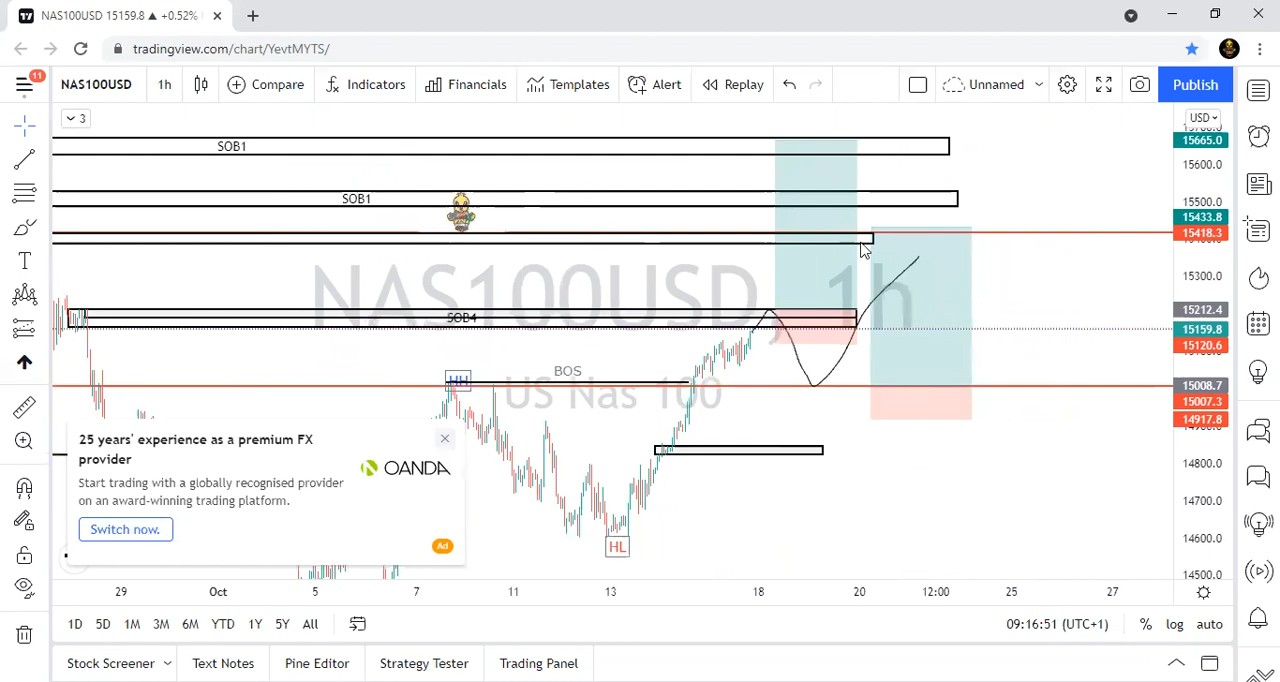 NAS100USD 15159.8 ▲ +0.52%
tradingview.com/chart/YevtMYTS/
11
NAS100USD 1h Compare Indicators Financials Templates Alert Replay Unnamed Publish
3
USD
15665.0
15600.0
15500.0
15433.8
15418.3
15300.0
15212.4
15159.8
15120.6
15008.7
15007.3
14917.8
14800.0
14700.0
14600.0
14500.0
SOB1
SOB1
NAS100USD, 1h
SOB4
US Nas 100
BOS
HH
HL
25 years' experience as a premium FX
provider
OANDA
Start trading with a globally recognised provider
on an award-winning trading platform.
Switch now.
Ad
29 Oct 5 7 11 13 18 20 12:00 25 27
1D 5D 1M 3M 6M YTD 1Y 5Y All 09:16:51 (UTC+1) % log auto
Stock Screener Text Notes Pine Editor Strategy Tester Trading Panel